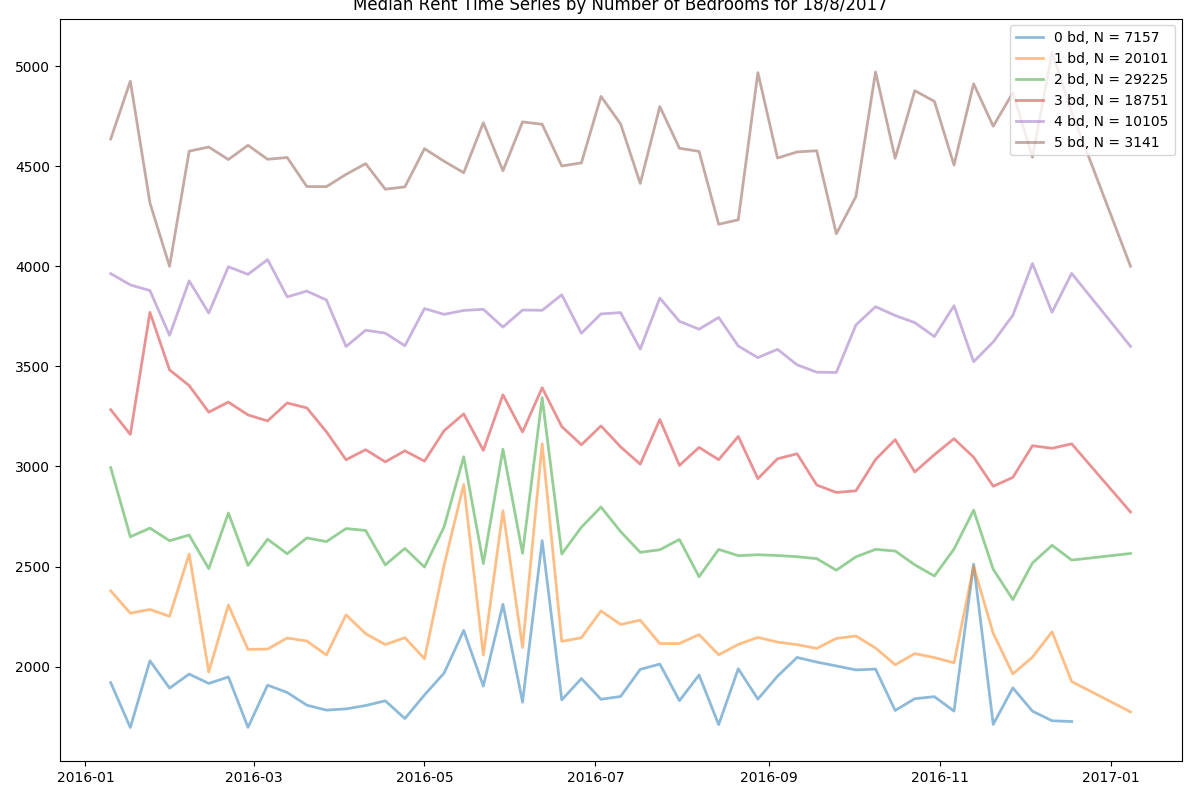 Median Rent Time Series by Number of Bedrooms for 18/8/2017
0 bd, N = 7157
1 bd, N = 20101
2 bd, N = 29225
3 bd, N = 18751
4 bd, N = 10105
5 bd, N = 3141
5000
4500
4000
3500
3000
2500
2000
2016-01 2016-03 2016-05 2016-07 2016-09 2016-11 2017-01